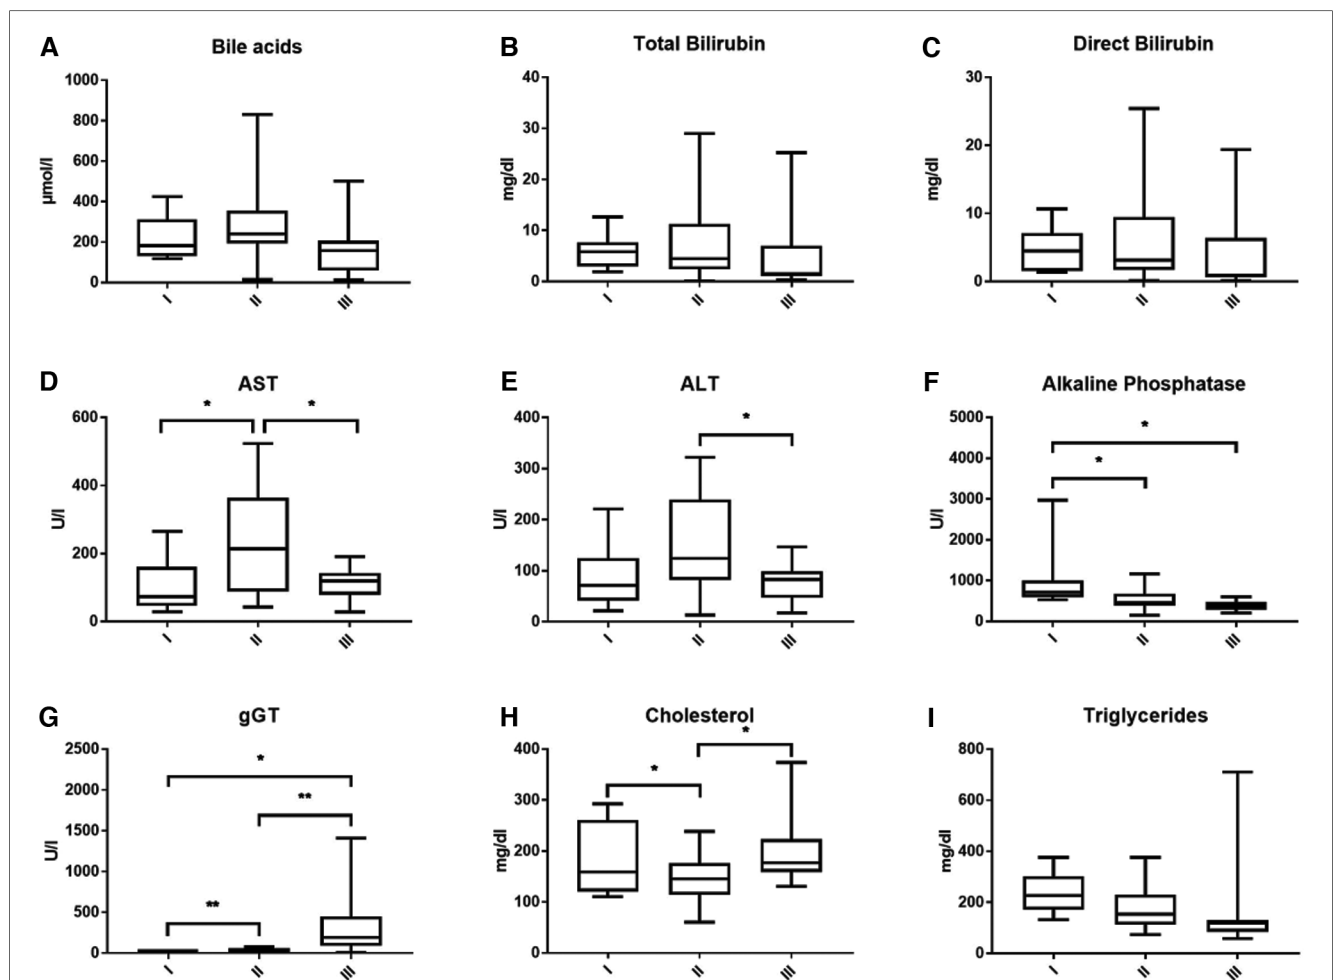 A Bile acids
1000
800
600
400
200
0
µmol/l
I II III
B Total Bilirubin
40
30
20
10
0
mg/dl
I II III
C Direct Bilirubin
30
20
10
0
mg/dl
I II III
D AST
600
400
200
0
U/l
* *
I II III
E ALT
400
300
200
100
0
U/l
*
I II III
F Alkaline Phosphatase
5000
4000
3000
2000
1000
0
U/l
*
*
I II III
G gGT
2500
2000
1500
1000
500
0
U/l
*
**
**
I II III
H Cholesterol
400
300
200
100
0
mg/dl
*
*
I II III
I Triglycerides
800
600
400
200
0
mg/dl
I II III